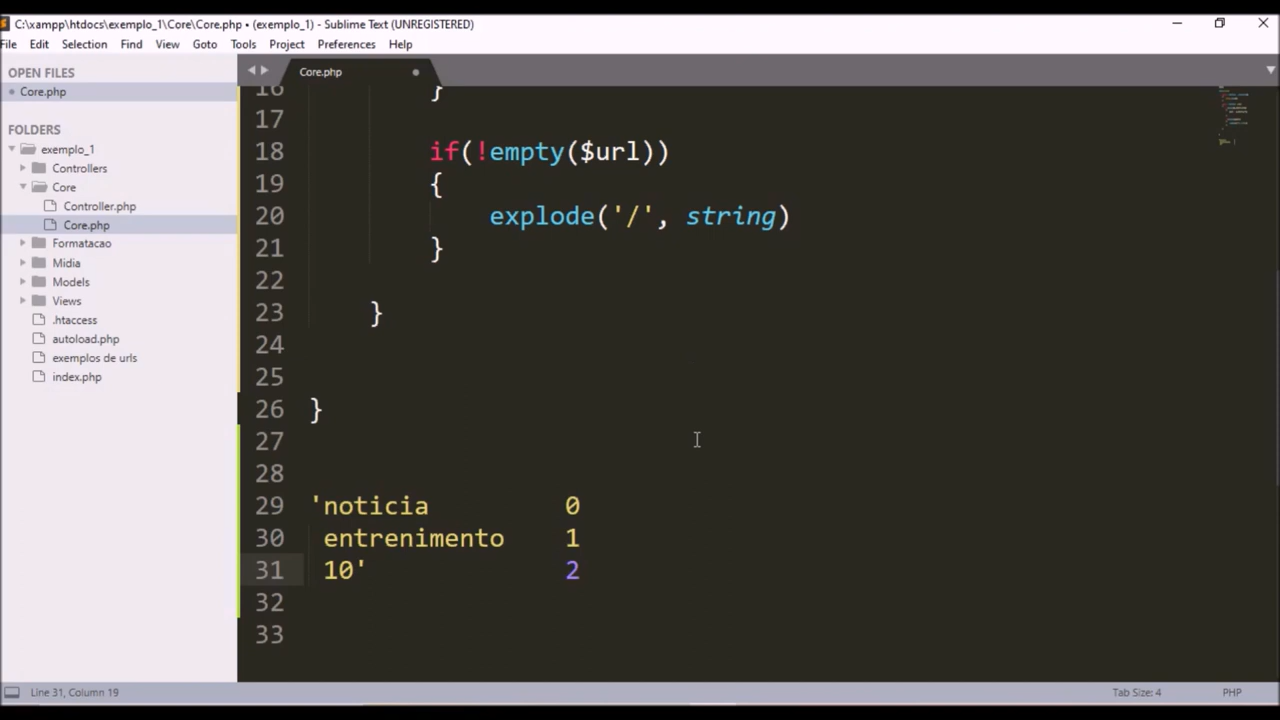 C:\xampp\htdocs\exemplo_1\Core\Core.php • (exemplo_1) - Sublime Text (UNREGISTERED)
File Edit Selection Find View Goto Tools Project Preferences Help
OPEN FILES
Core.php
FOLDERS
exemplo_1
Controllers
Core
Controller.php
Core.php
Formatacao
Midia
Models
Views
.htaccess
autoload.php
exemplos de urls
index.php
Core.php
16 }
17
18 if(!empty($url))
19 {
20 explode('/', string)
21 }
22
23 }
24
25
26 }
27
28
29 'noticia 0
30 entrenimento 1
31 10' 2
32
33
Line 31, Column 19
Tab Size: 4
PHP